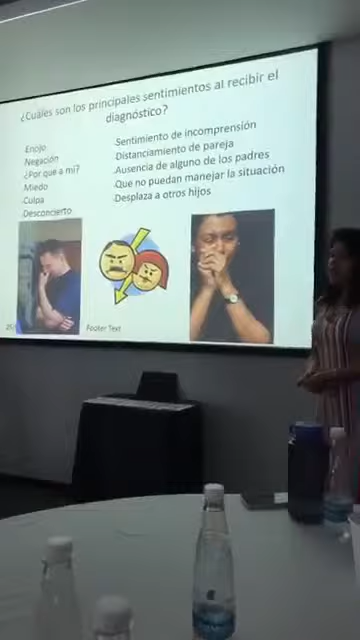 ¿Cuáles son los principales sentimientos al recibir el
diagnóstico?
Enojo
Negación
¿Por qué a mi?
Miedo
Culpa
Desconcierto
Sentimiento de incomprensión
Distanciamiento de pareja
Ausencia de alguno de los padres
Que no puedan manejar la situación
Desplaza a otros hijos
Footer Text